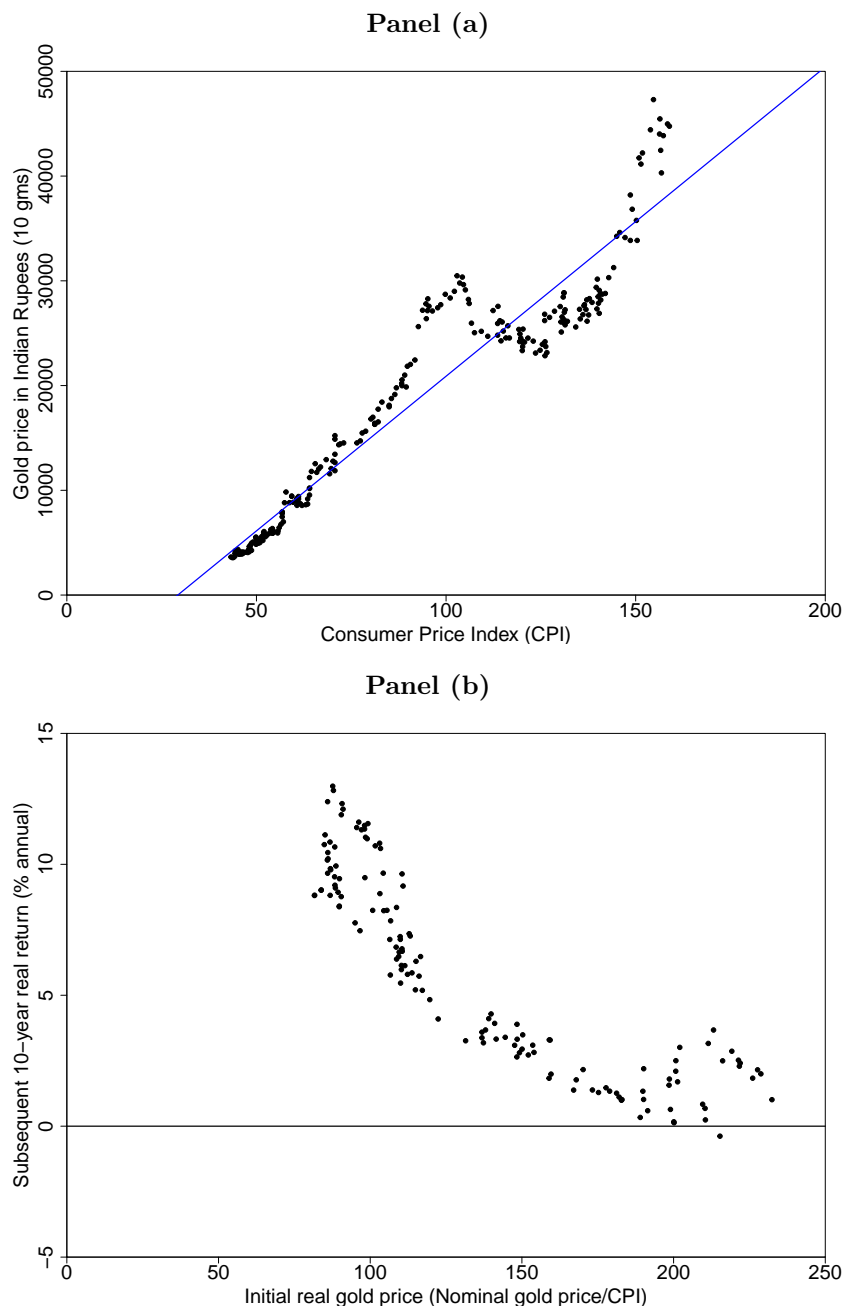 Panel (a)
50000
40000
30000
20000
10000
0
Gold price in Indian Rupees (10 gms)
0 50 100 150 200
Consumer Price Index (CPI)
Panel (b)
15
10
5
0
−5
Subsequent 10−year real return (% annual)
0 50 100 150 200 250
Initial real gold price (Nominal gold price/CPI)